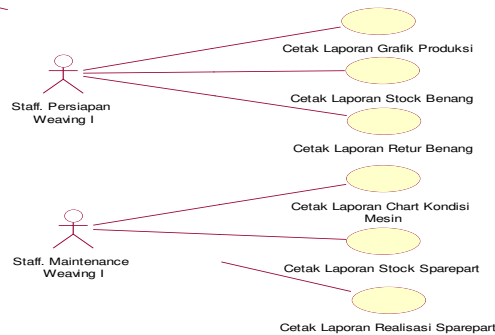 Cetak Laporan Grafik Produksi
Staff. Persiapan
Weaving I
Cetak Laporan Stock Benang
Cetak Laporan Retur Benang
Staff. Maintenance
Weaving I
Cetak Laporan Chart Kondisi
Mesin
Cetak Laporan Stock Sparepart
Cetak Laporan Realisasi Sparepart